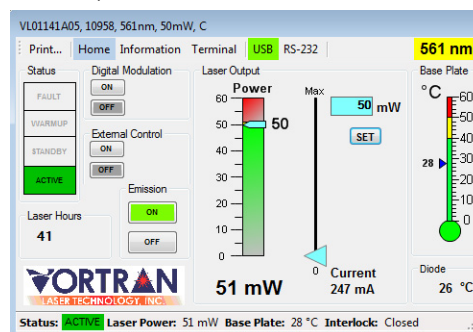 VL01141A05, 10958, 561nm, 50mW, C
Print... Home Information Terminal USB RS-232 561 nm
Status Digital Modulation Laser Output Base Plate
FAULT
WARMUP
STANDBY
ACTIVE
ON
OFF
External Control
ON
OFF
Emission
ON
OFF
Laser Hours
41
VORTRAN
LASER TECHNOLOGY, INC.
Power
60
50
40
30
20
10
0
50
51 mW
Max
0
50 mW
SET
Current
247 mA
°C
60
50
40
30
20
10
0
28
Diode
26 °C
Status: ACTIVE Laser Power: 51 mW Base Plate: 28 °C Interlock: Closed